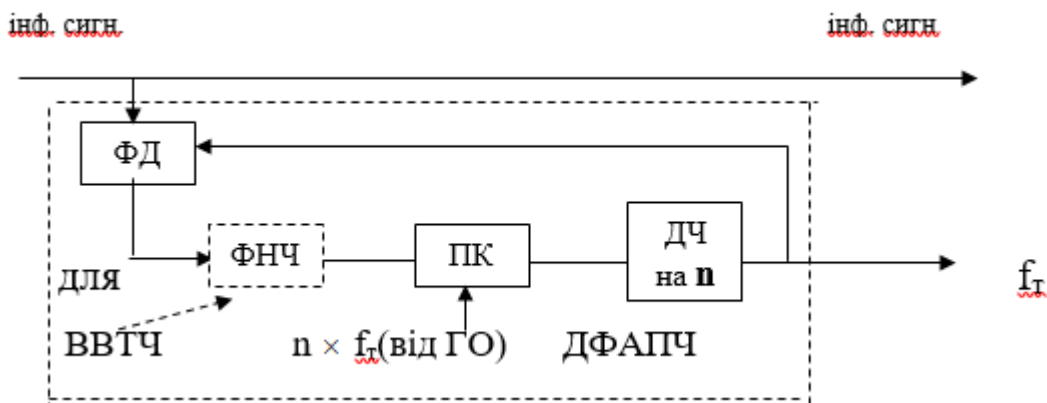 інф. сигн.
інф. сигн
ФД
ФНЧ
ПК
ДЧ
на n
для
ВВТЧ
n × fт(від ГО)
ДФАПЧ
fт